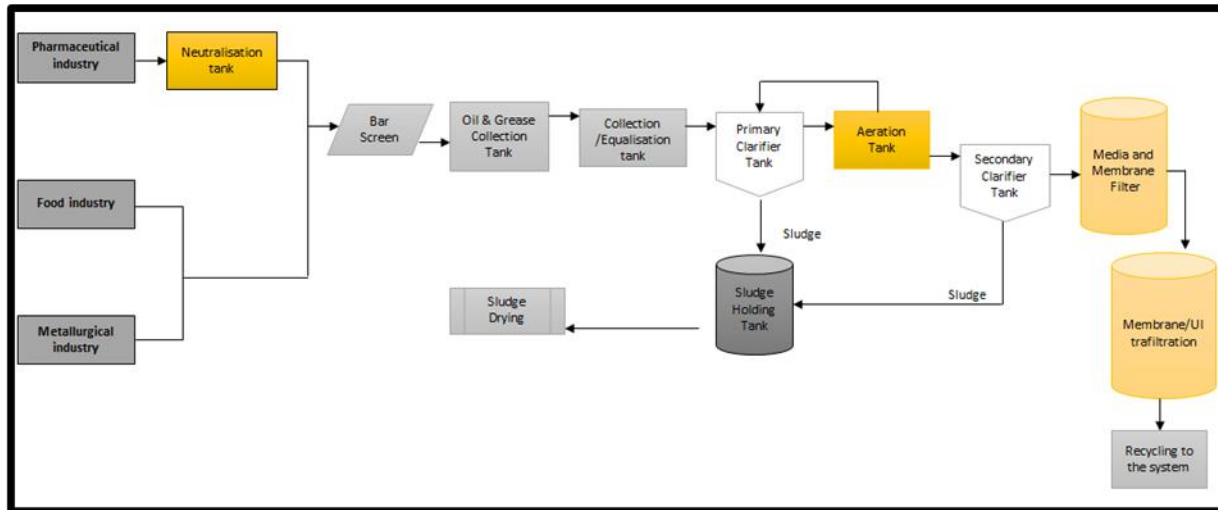 Pharmaceutical
industry
Neutralisation
tank
Food industry
Metallurgical
industry
Bar
Screen
Oil & Grease
Collection
Tank
Collection
/Equalisation
tank
Primary
Clarifier
Tank
Aeration
Tank
Secondary
Clarifier
Tank
Media and
Membrane
Filter
Sludge
Sludge
Sludge
Holding
Tank
Sludge
Drying
Membrane/Ul
trafiltration
Recycling to
the system